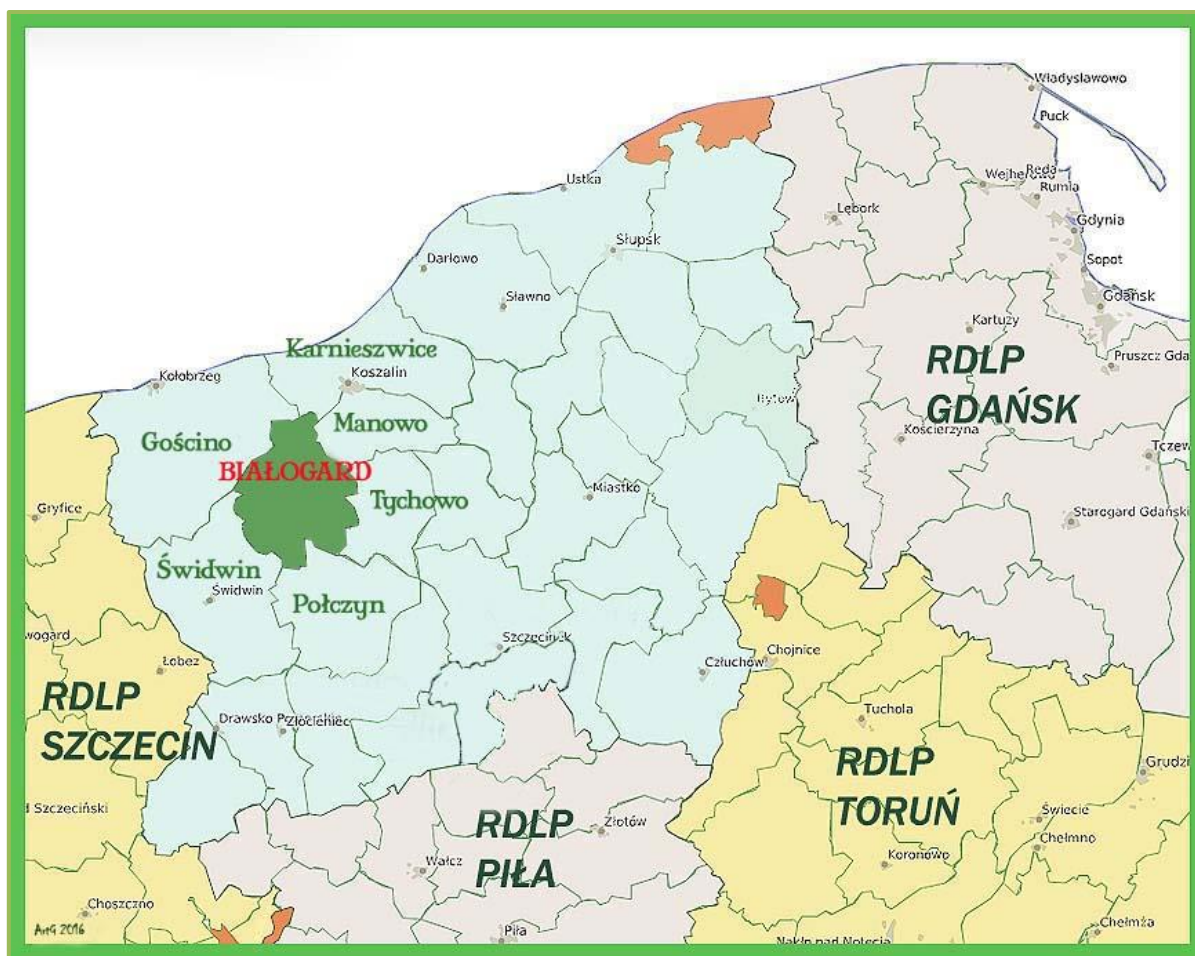 Władysławowo
Puck
Reda
Wejherowo
Rumia
Ustka
Lębork
Gdynia
Słupsk
Sopot
Darłowo
Sławno
Gdańsk
Kartuzy
Karnieszwice
RDLP
GDAŃSK
Pruszcz Gda
Kołobrzeg
Koszalin
Bytów
Manowo
Gościno
Kościerzyna
Tczew
BIAŁOGARD
Miastko
Tychowo
Gryfice
Starogard Gdański
Świdwin
Świdwin
Połczyn
wogard
Szczecinek
Łobez
Człuchów
Chojnice
RDLP
SZCZECIN
Drawsko
Złocieniec
Tuchola
RDLP
TORUŃ
Grudzi
d Szczeciński
RDLP
PIŁA
Złotów
Świecie
Chełmno
Wałcz
Koronowo
Choszczno
Chełmża
ArtG 2016
Piła
Nakło nad Notecią